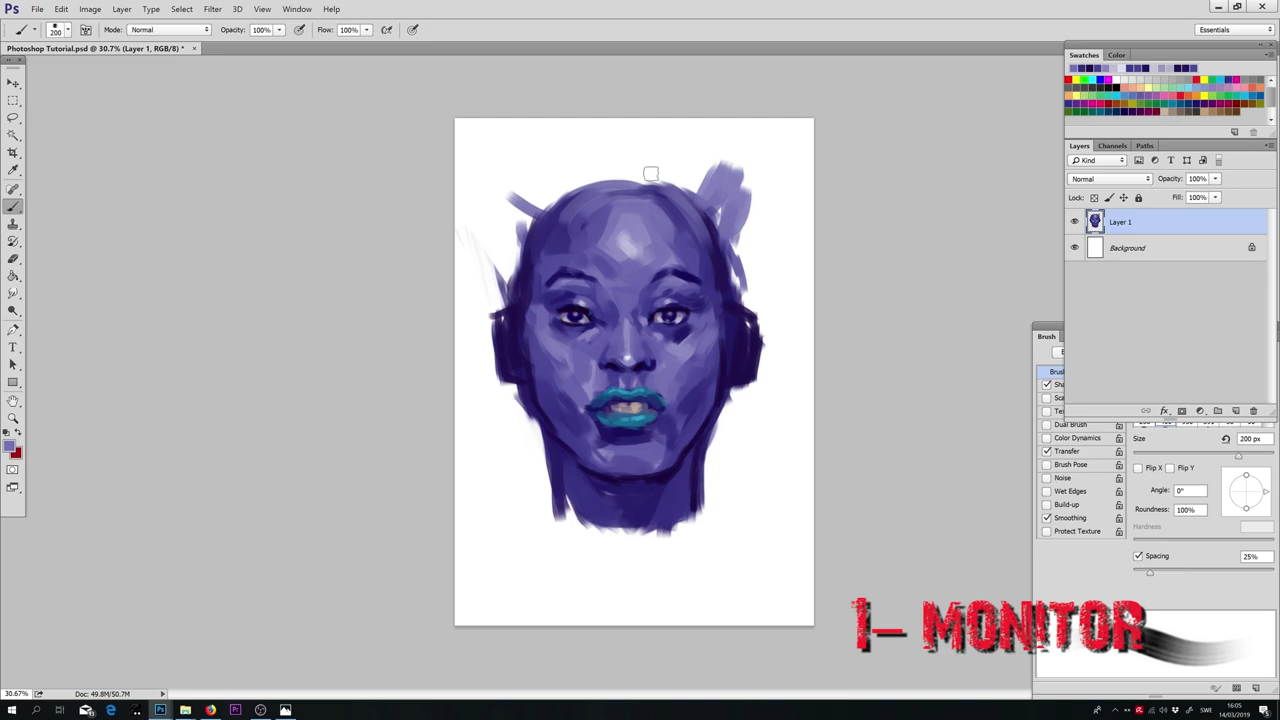 Ps File Edit Image Layer Type Select Filter 3D View Window Help
200 Mode: Normal Opacity: 100% Flow: 100% Essentials
Photoshop Tutorial.psd @ 30.7% (Layer 1, RGB/8) *
Swatches Color
Layers Channels Paths
Kind
Normal Opacity: 100%
Lock: Fill: 100%
Layer 1
Background
Brush
Dual Brush
Color Dynamics
Transfer
Brush Pose
Noise
Wet Edges
Build-up
Smoothing
Protect Texture
Size 200 px
Flip X Flip Y
Angle: 0°
Roundness: 100%
Hardness
Spacing 25%
1- MONITOR
30.67% Doc: 49.8M/50.7M
SWE 16:05
14/03/2019